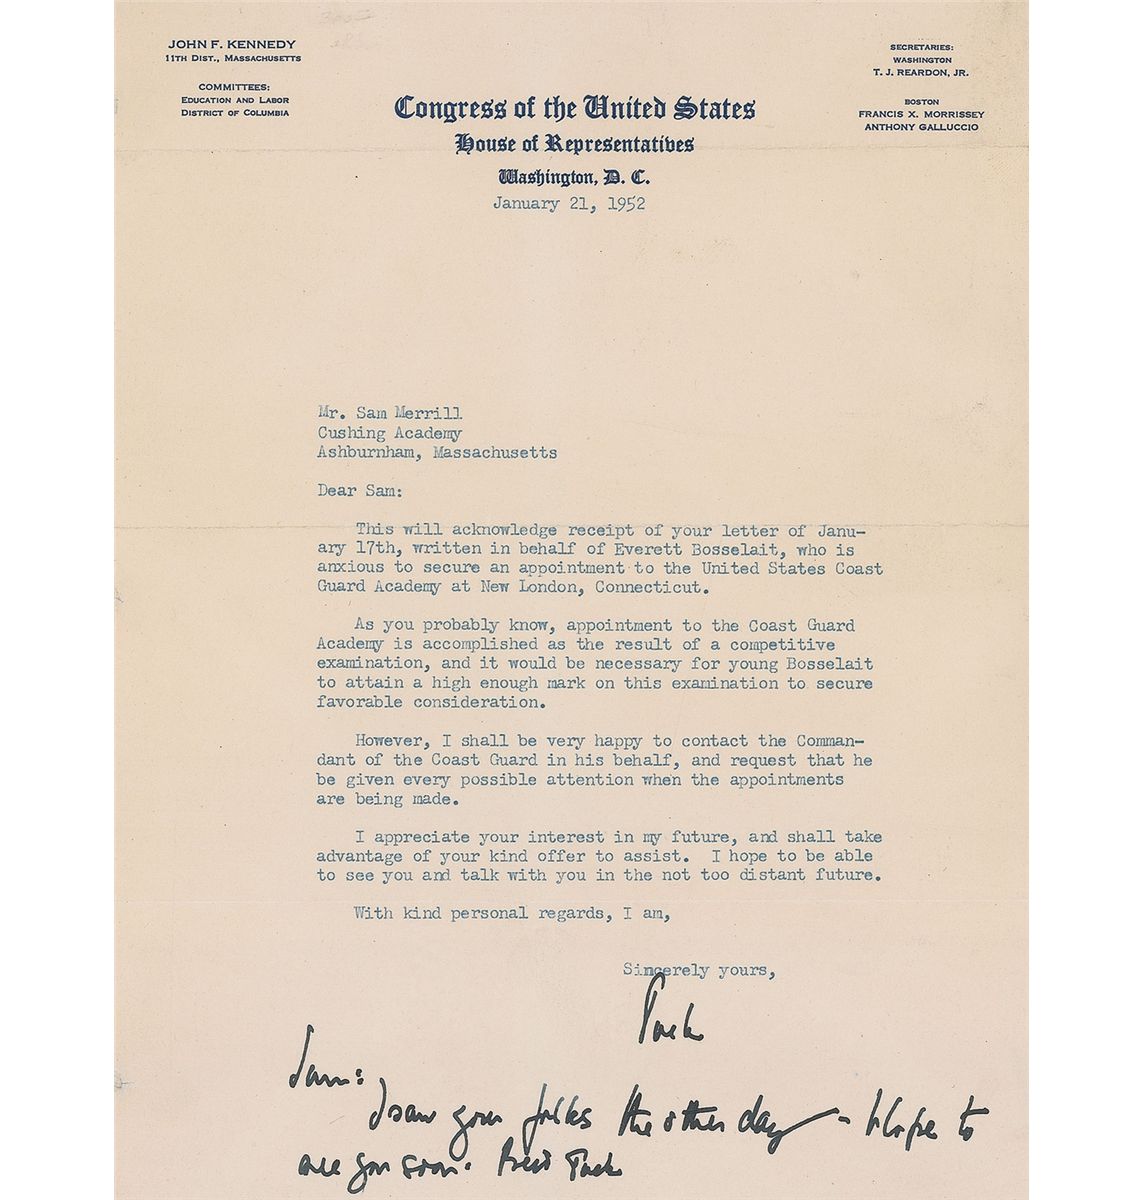 JOHN F. KENNEDY
11TH DIST., MASSACHUSETTS
COMMITTEES:
EDUCATION AND LABOR
DISTRICT OF COLUMBIA
SECRETARIES:
WASHINGTON
T. J. REARDON, JR.
BOSTON
FRANCIS X. MORRISSEY
ANTHONY GALLUCCIO
Congress of the United States
House of Representatives
Washington, D. C.
January 21, 1952
Mr. Sam Merrill
Cushing Academy
Ashburnham, Massachusetts
Dear Sam:
This will acknowledge receipt of your letter of Janu-
ary 17th, written in behalf of Everett Bosselait, who is
anxious to secure an appointment to the United States Coast
Guard Academy at New London, Connecticut.
As you probably know, appointment to the Coast Guard
Academy is accomplished as the result of a competitive
examination, and it would be necessary for young Bosselait
to attain a high enough mark on this examination to secure
favorable consideration.
However, I shall be very happy to contact the Comman-
dant of the Coast Guard in his behalf, and request that he
be given every possible attention when the appointments
are being made.
I appreciate your interest in my future, and shall take
advantage of your kind offer to assist. I hope to be able
to see you and talk with you in the not too distant future.
With kind personal regards, I am,
Sincerely yours,
Jack
Sam:
I saw your folks the other day - Hope to
see you soon. Best Jack